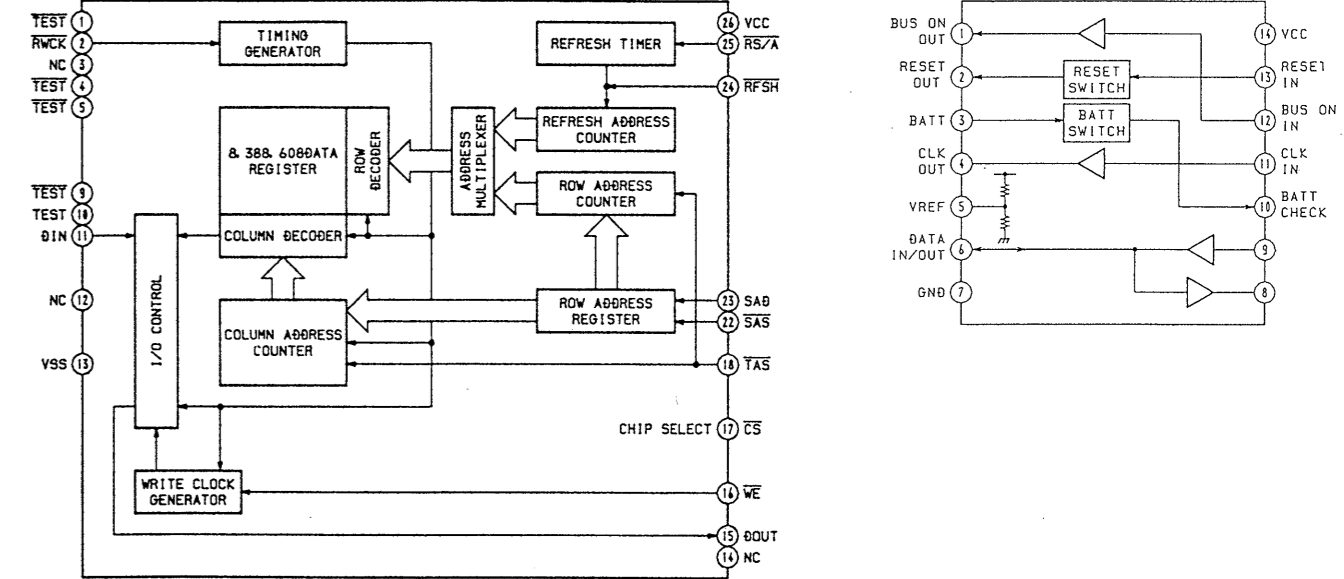 TEST 1
RWCK 2
NC 3
TEST 4
TEST 5
TEST 9
TEST 10
DIN 11
NC 12
VSS 13
TIMING
GENERATOR
8, 388, 608DATA
REGISTER
ROW
DECODER
COLUMN DECODER
COLUMN ADDRESS
COUNTER
I/O CONTROL
WRITE CLOCK
GENERATOR
ADDRESS
MULTIPLEXER
REFRESH TIMER
REFRESH ADDRESS
COUNTER
ROW ADDRESS
COUNTER
ROW ADDRESS
REGISTER
CHIP SELECT
26 VCC
25 RS/A
24 RFSH
23 SAD
22 SAS
18 TAS
17 CS
16 WE
15 DOUT
14 NC
BUS ON
OUT
1
RESET
OUT
2
BATT 3
CLK
OUT
4
VREF 5
DATA
IN/OUT
6
GND 7
RESET
SWITCH
BATT
SWITCH
14 VCC
13 RESET
IN
12 BUS ON
IN
11 CLK
IN
10 BATT
CHECK
9
8